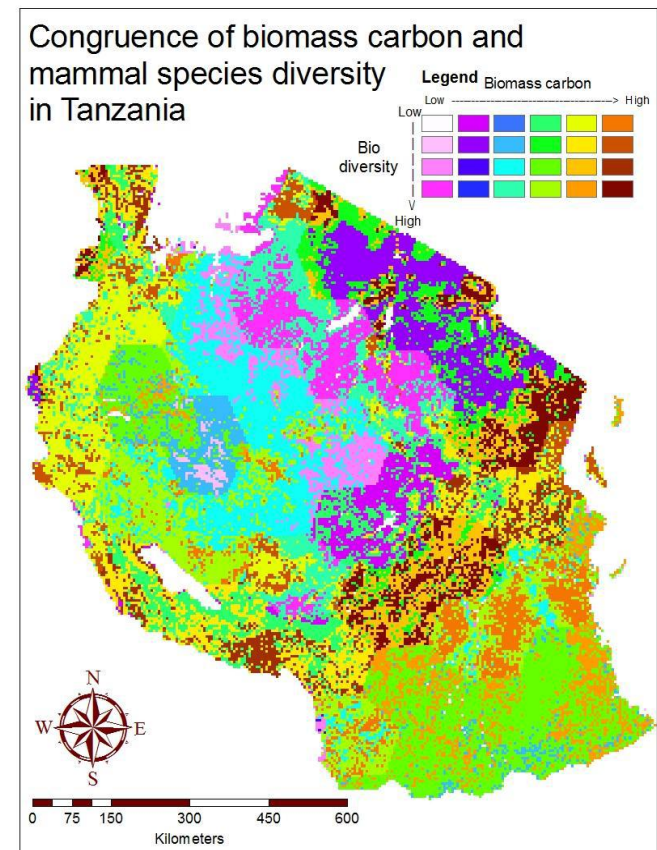 Congruence of biomass carbon and
mammal species diversity
in Tanzania
Legend Biomass carbon
Low ---------------------> High
Low
Bio
diversity
High
N
W E
S
0 75 150 300 450 600
Kilometers